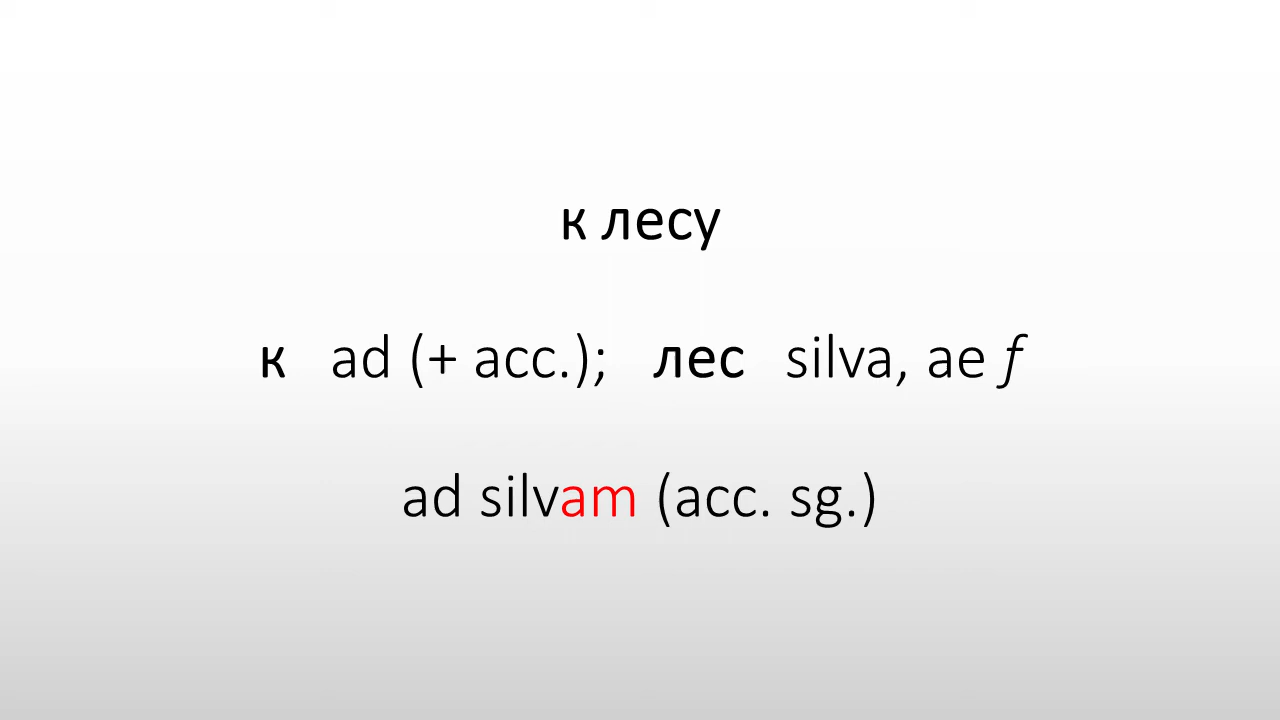 к лесу
к ad (+ acc.); лес silva, ae f
ad silvam (acc. sg.)